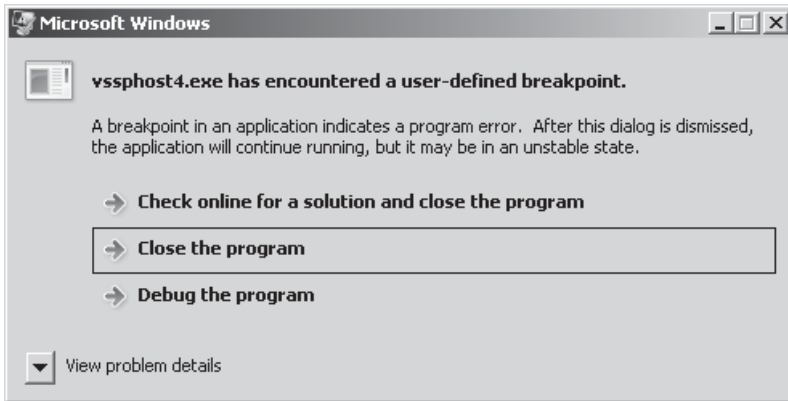 Microsoft Windows
vssphost4.exe has encountered a user-defined breakpoint.
A breakpoint in an application indicates a program error.  After this dialog is dismissed,
the application will continue running, but it may be in an unstable state.
Check online for a solution and close the program
Close the program
Debug the program
View problem details